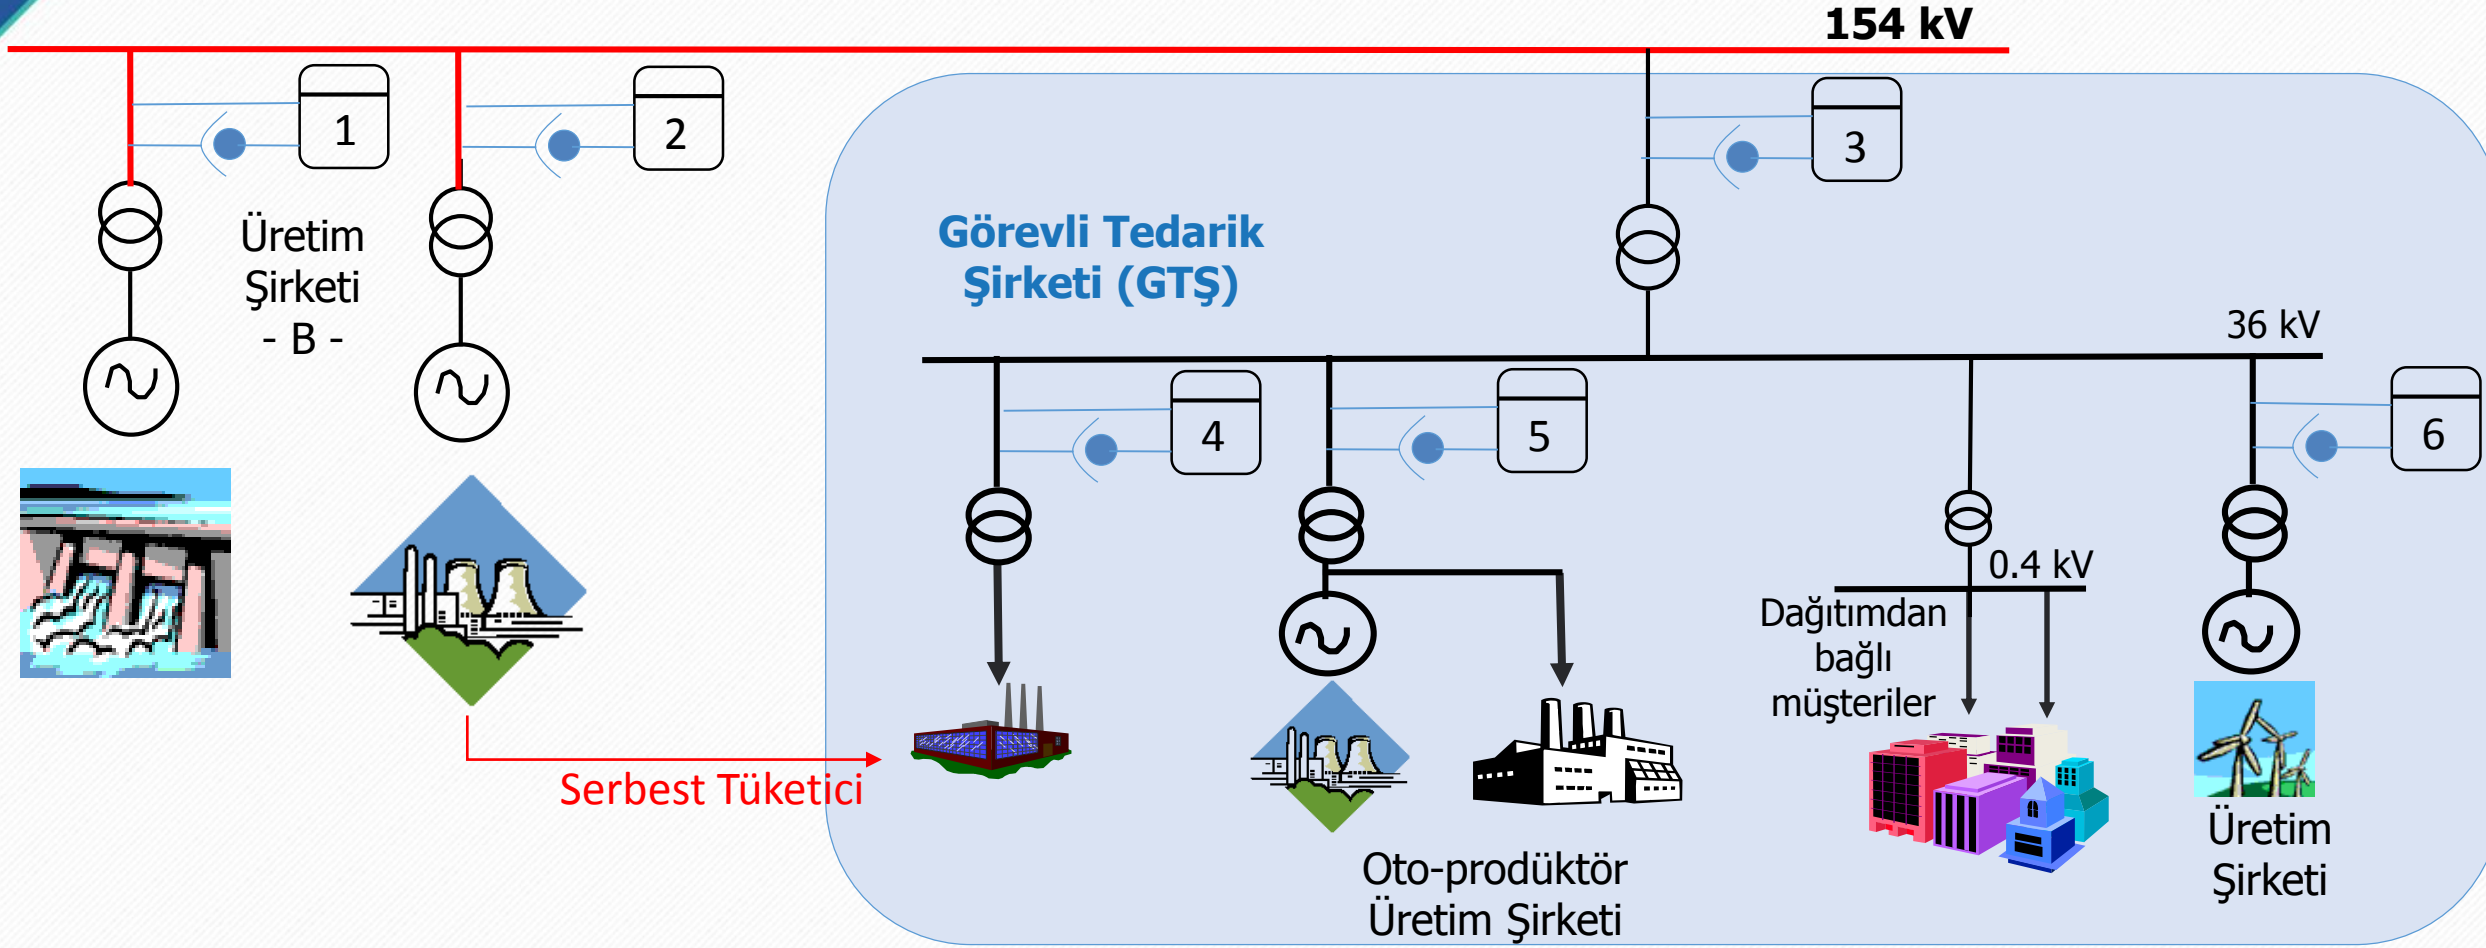 154 kV
1
2
3
Üretim
Şirketi
- B -
Görevli Tedarik
Şirketi (GTŞ)
36 kV
4
5
6
0.4 kV
Dağıtımdan
bağlı
müşteriler
Serbest Tüketici
Oto-prodüktör
Üretim Şirketi
Üretim
Şirketi